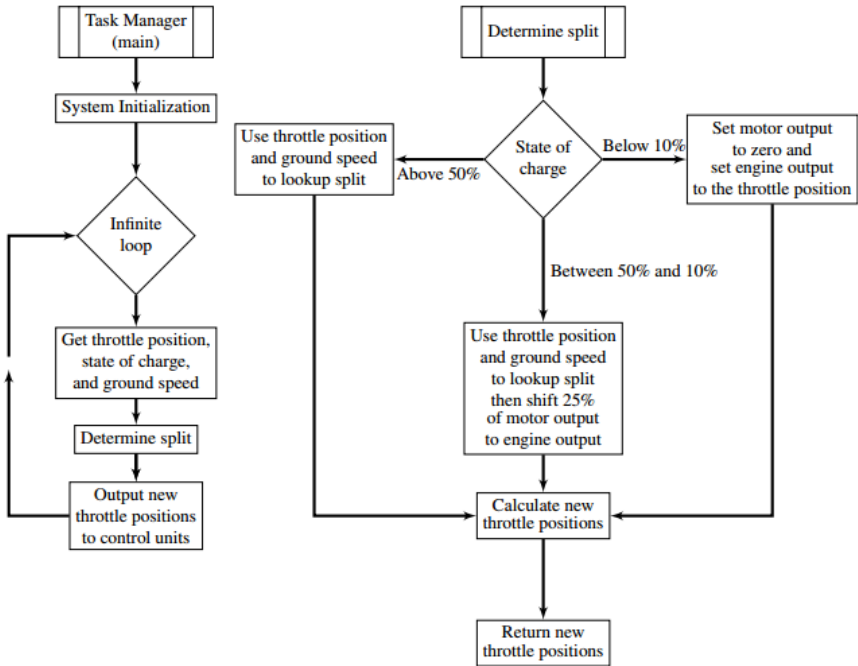 Task Manager
(main)
System Initialization
Infinite
loop
Get throttle position,
state of charge,
and ground speed
Determine split
Output new
throttle positions
to control units
Determine split
State of
charge
Above 50%
Below 10%
Between 50% and 10%
Use throttle position
and ground speed
to lookup split
Set motor output
to zero and
set engine output
to the throttle position
Use throttle position
and ground speed
to lookup split
then shift 25%
of motor output
to engine output
Calculate new
throttle positions
Return new
throttle positions